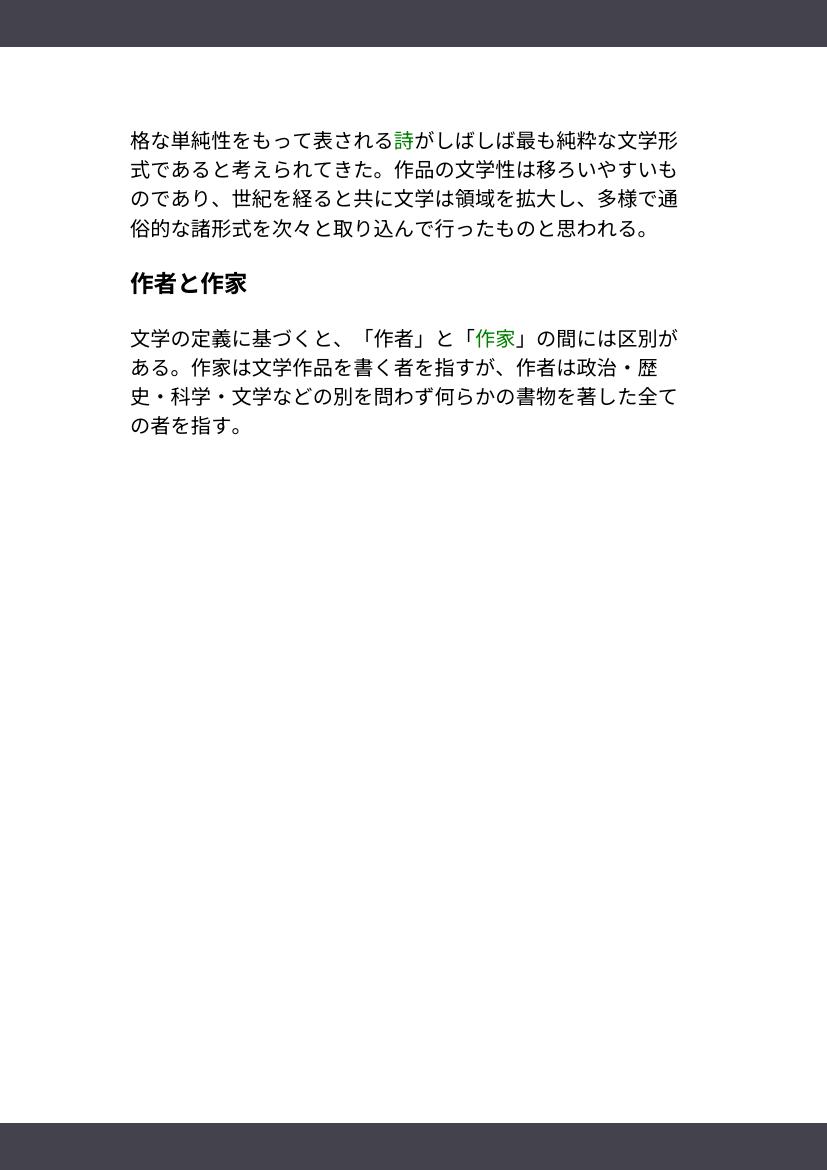 格な単純性をもって表される詩がしばしば最も純粋な文学形
式であると考えられてきた。作品の文学性は移ろいやすいも
のであり、世紀を経ると共に文学は領域を拡大し、多様で通
俗的な諸形式を次々と取り込んで行ったものと思われる。
作者と作家
文学の定義に基づくと、「作者」と「作家」の間には区別が
ある。作家は文学作品を書く者を指すが、作者は政治・歴
史・科学・文学などの別を問わず何らかの書物を著した全て
の者を指す。